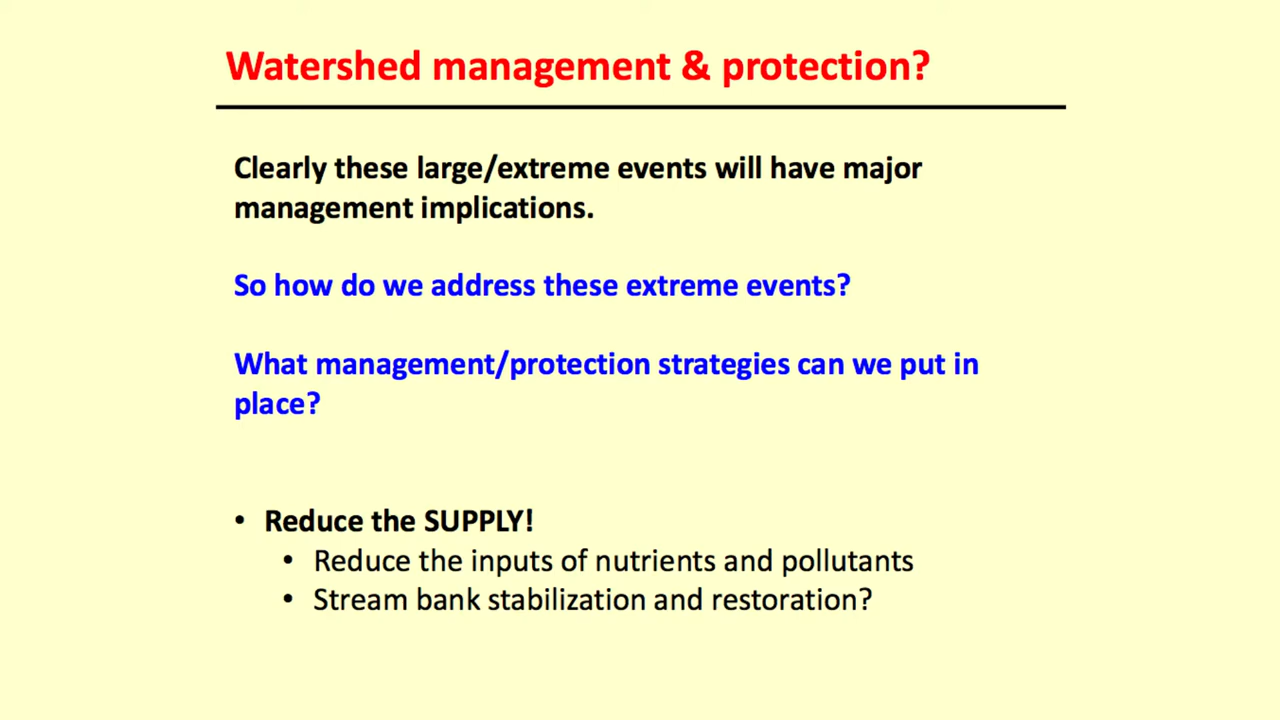 Watershed management & protection?
Clearly these large/extreme events will have major
management implications.
So how do we address these extreme events?
What management/protection strategies can we put in
place?
• Reduce the SUPPLY!
• Reduce the inputs of nutrients and pollutants
• Stream bank stabilization and restoration?